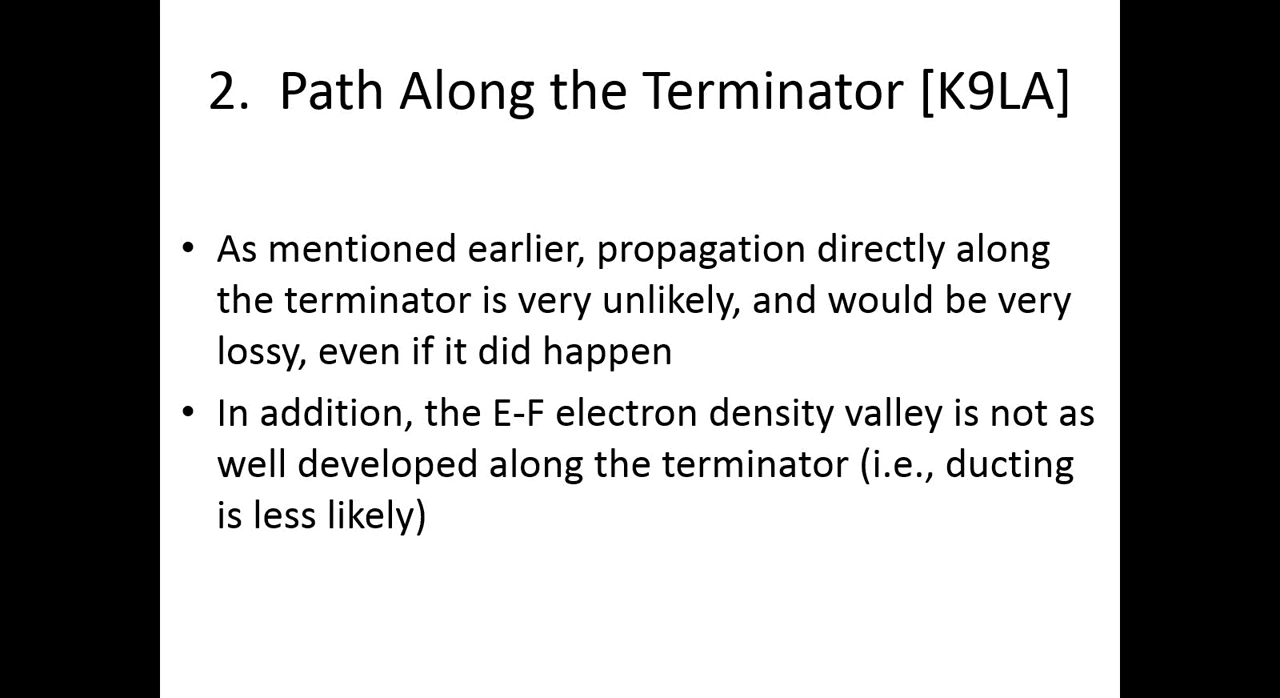 2. Path Along the Terminator [K9LA]
• As mentioned earlier, propagation directly along
the terminator is very unlikely, and would be very
lossy, even if it did happen
• In addition, the E-F electron density valley is not as
well developed along the terminator (i.e., ducting
is less likely)